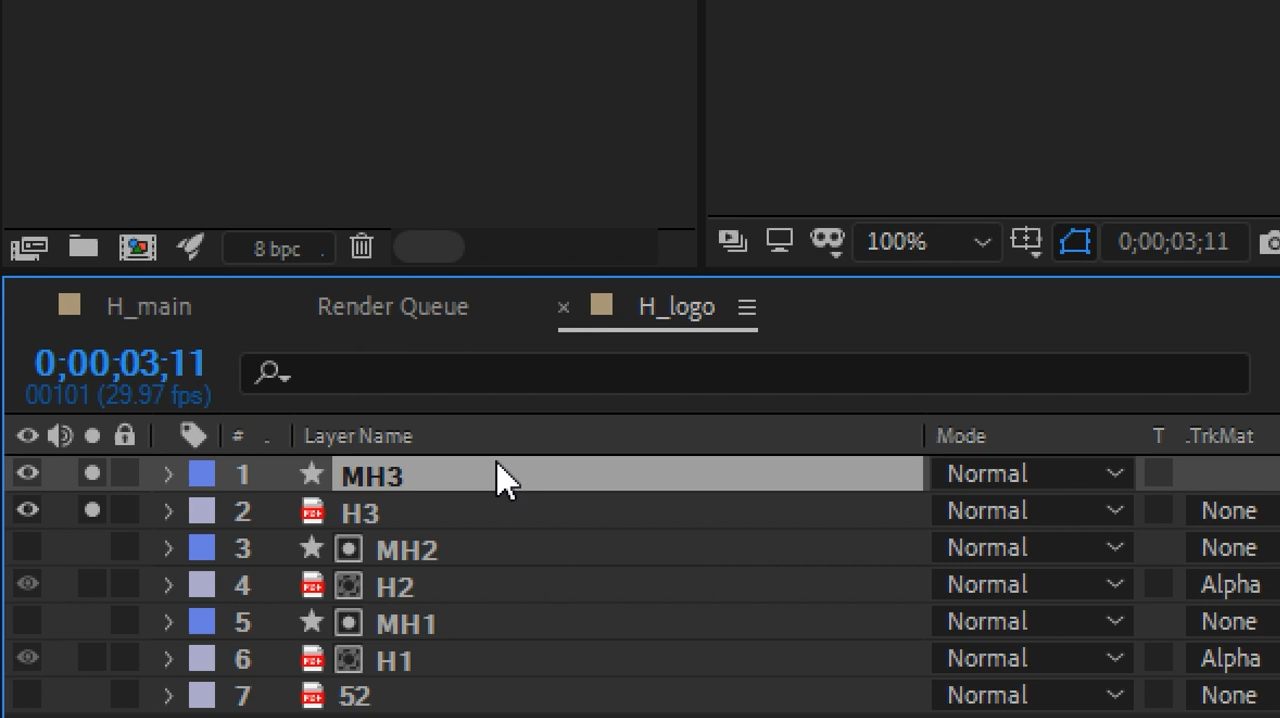 8 bpc
100%
0;00;03;11
H_main
Render Queue
× H_logo
0;00;03;11
00101 (29.97 fps)
# . Layer Name Mode T .TrkMat
1 MH3 Normal
2 H3 Normal None
3 MH2 Normal None
4 H2 Normal Alpha
5 MH1 Normal None
6 H1 Normal Alpha
7 52 Normal None